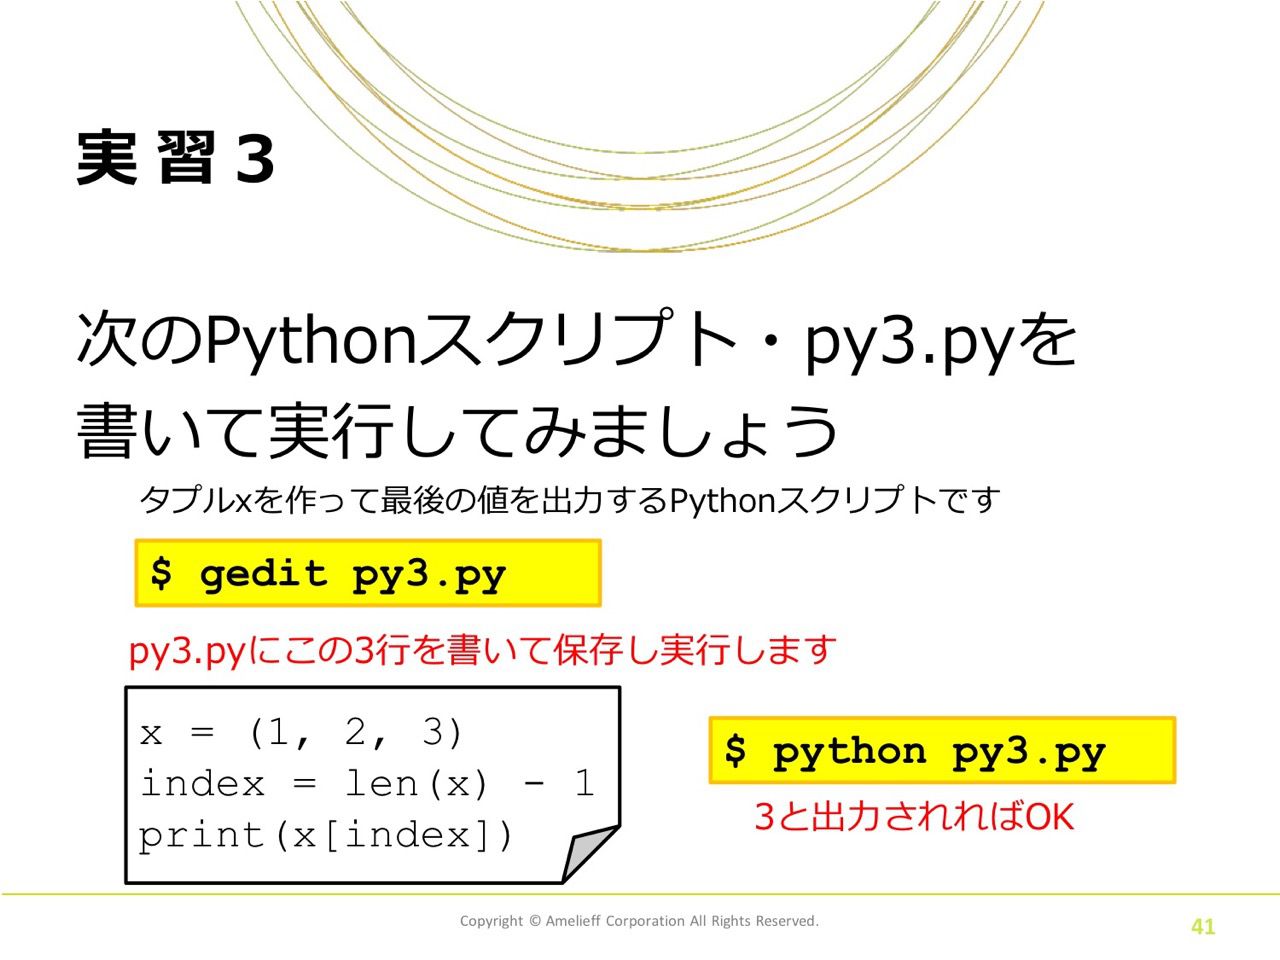 実習３
次のPythonスクリプト・py3.pyを
書いて実行してみましょう
タプルxを作って最後の値を出力するPythonスクリプトです
$ gedit py3.py
py3.pyにこの3行を書いて保存し実行します
x = (1, 2, 3)
index = len(x) - 1
print(x[index])
$ python py3.py
3と出力されればOK
Copyright © Amelieff Corporation All Rights Reserved.
41